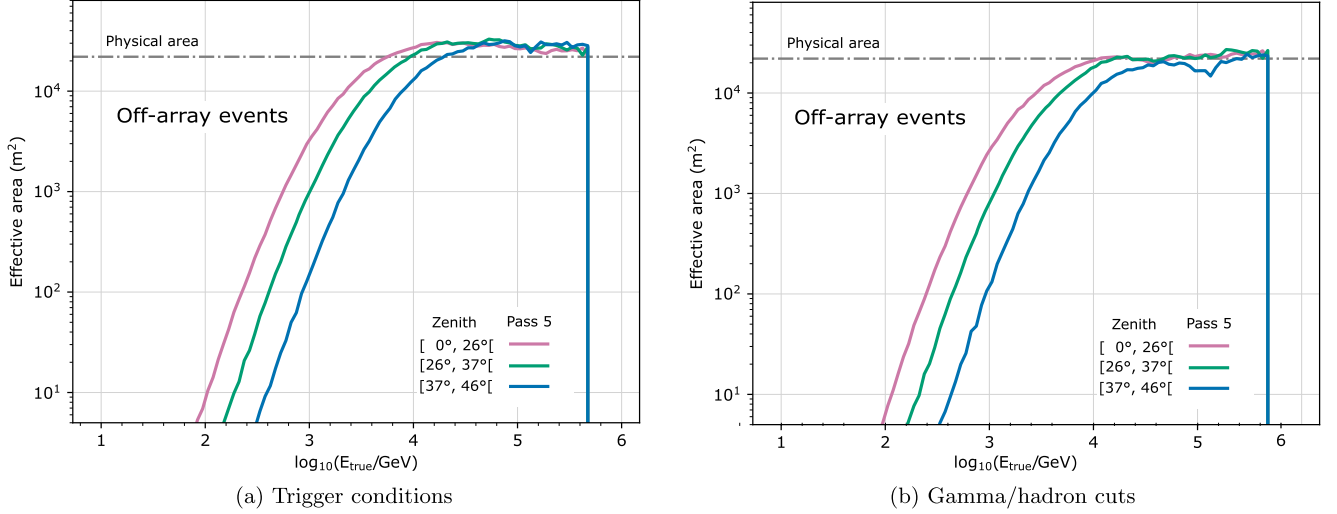 Physical area
Off-array events
Effective area (m²)
10⁴
10³
10²
10¹
Zenith Pass 5
[ 0°, 26°[
[26°, 37°[
[37°, 46°[
1 2 3 4 5 6
log₁₀(E_true/GeV)
(a) Trigger conditions
Physical area
Off-array events
Effective area (m²)
10⁴
10³
10²
10¹
Zenith Pass 5
[ 0°, 26°[
[26°, 37°[
[37°, 46°[
1 2 3 4 5 6
log₁₀(E_true/GeV)
(b) Gamma/hadron cuts